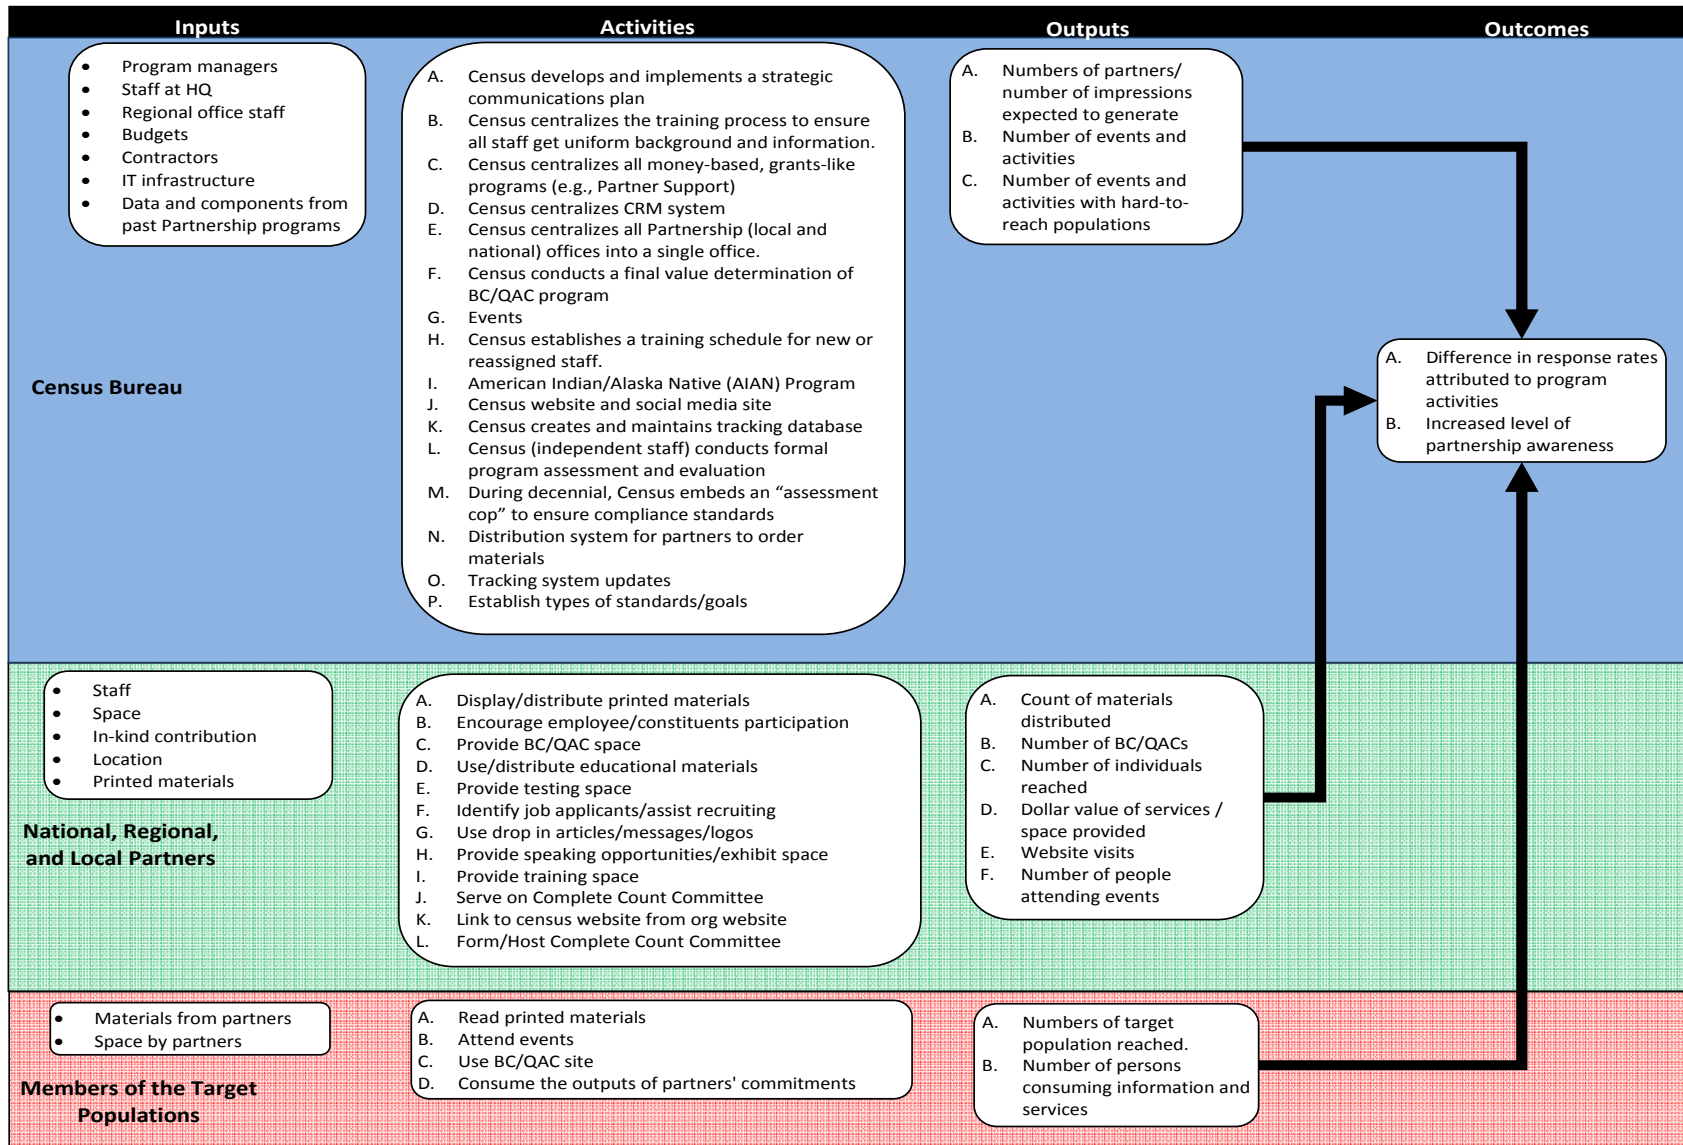 Inputs
Activities
Outputs
Outcomes
Census Bureau
• Program managers
• Staff at HQ
• Regional office staff
• Budgets
• Contractors
• IT infrastructure
• Data and components from
past Partnership programs
A. Census develops and implements a strategic
communications plan
B. Census centralizes the training process to ensure
all staff get uniform background and information.
C. Census centralizes all money-based, grants-like
programs (e.g., Partner Support)
D. Census centralizes CRM system
E. Census centralizes all Partnership (local and
national) offices into a single office.
F. Census conducts a final value determination of
BC/QAC program
G. Events
H. Census establishes a training schedule for new or
reassigned staff.
I. American Indian/Alaska Native (AIAN) Program
J. Census website and social media site
K. Census creates and maintains tracking database
L. Census (independent staff) conducts formal
program assessment and evaluation
M. During decennial, Census embeds an “assessment
cop” to ensure compliance standards
N. Distribution system for partners to order
materials
O. Tracking system updates
P. Establish types of standards/goals
A. Numbers of partners/
number of impressions
expected to generate
B. Number of events and
activities
C. Number of events and
activities with hard-to-
reach populations
A. Difference in response rates
attributed to program
activities
B. Increased level of
partnership awareness
National, Regional,
and Local Partners
• Staff
• Space
• In-kind contribution
• Location
• Printed materials
A. Display/distribute printed materials
B. Encourage employee/constituents participation
C. Provide BC/QAC space
D. Use/distribute educational materials
E. Provide testing space
F. Identify job applicants/assist recruiting
G. Use drop in articles/messages/logos
H. Provide speaking opportunities/exhibit space
I. Provide training space
J. Serve on Complete Count Committee
K. Link to census website from org website
L. Form/Host Complete Count Committee
A. Count of materials
distributed
B. Number of BC/QACs
C. Number of individuals
reached
D. Dollar value of services /
space provided
E. Website visits
F. Number of people
attending events
Members of the Target
Populations
• Materials from partners
• Space by partners
A. Read printed materials
B. Attend events
C. Use BC/QAC site
D. Consume the outputs of partners' commitments
A. Numbers of target
population reached.
B. Number of persons
consuming information and
services